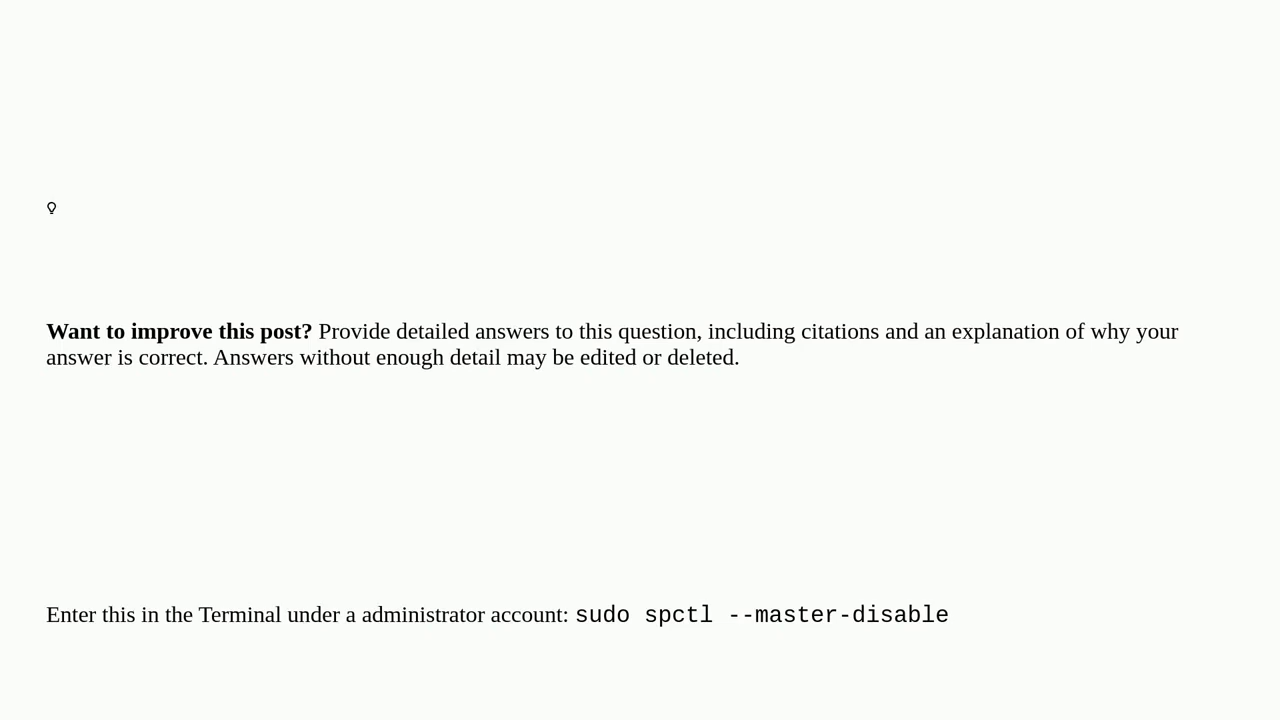 Want to improve this post? Provide detailed answers to this question, including citations and an explanation of why your
answer is correct. Answers without enough detail may be edited or deleted.
Enter this in the Terminal under a administrator account: sudo spctl --master-disable